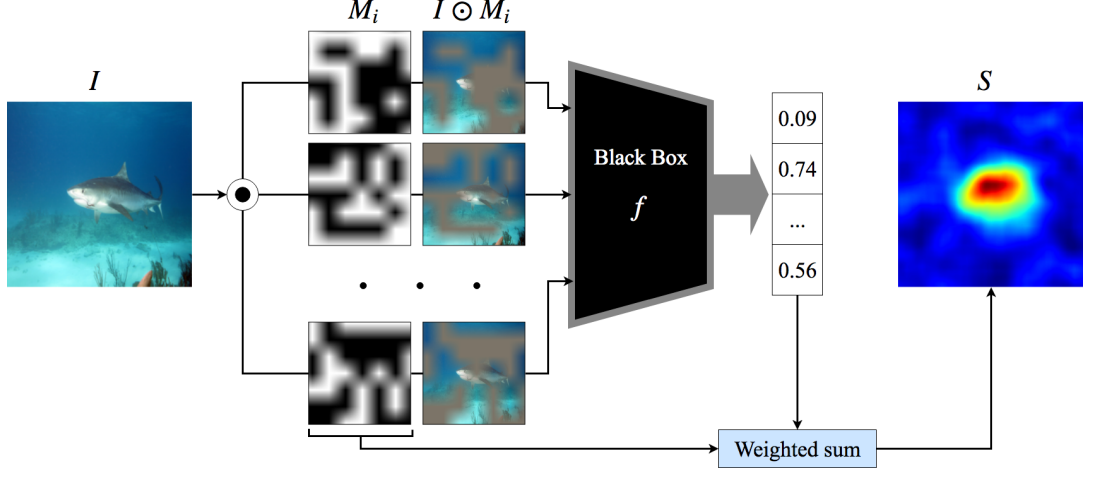 M_i
I ⊙ M_i
I
S
Black Box
f
0.09
0.74
...
0.56
Weighted sum